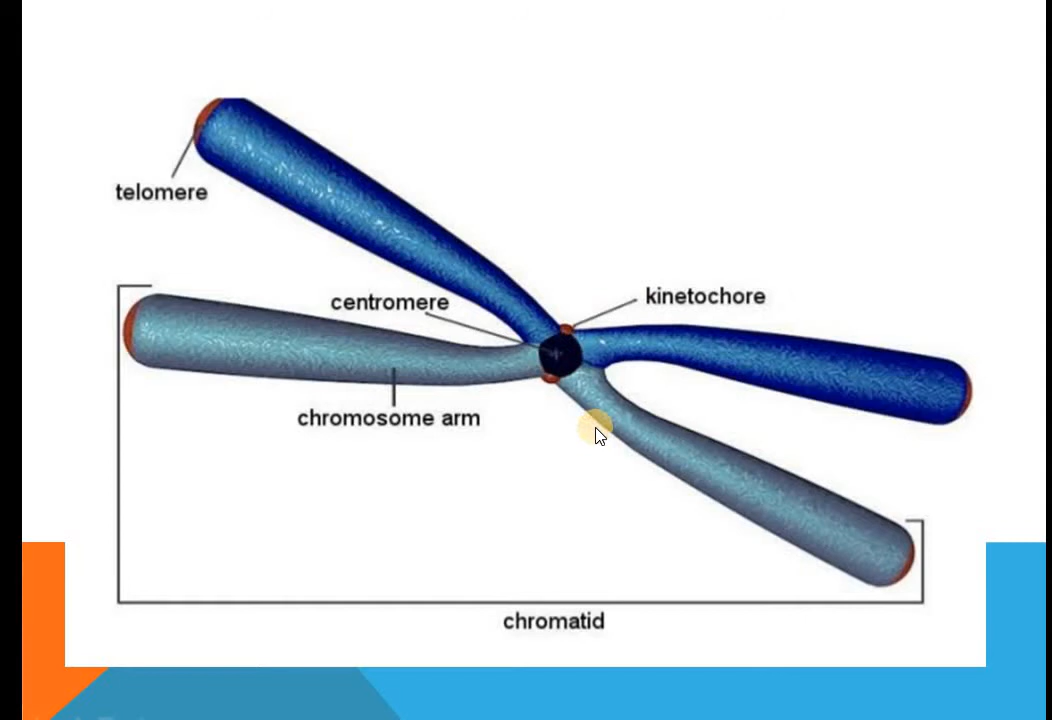 telomere
centromere
kinetochore
chromosome arm
chromatid